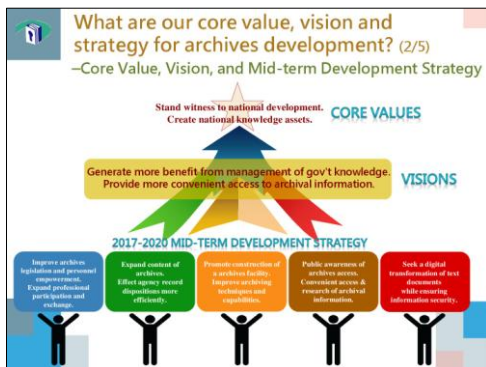 What are our core value, vision and
strategy for archives development? (2/5)
–Core Value, Vision, and Mid-term Development Strategy
Stand witness to national development.
Create national knowledge assets.
CORE VALUES
Generate more benefit from management of gov't knowledge.
Provide more convenient access to archival information.
VISIONS
2017-2020 MID-TERM DEVELOPMENT STRATEGY
Improve archives
legislation and personnel
empowerment.
Expand professional
participation and
exchange.
Expand content of
archives.
Effect agency record
dispositions more
efficiently.
Promote construction of
a archives facility.
Improve archiving
techniques and
capabilities.
Public awareness of
archives access.
Convenient access &
research of archival
information.
Seek a digital
transformation of text
documents
while ensuring
information security.